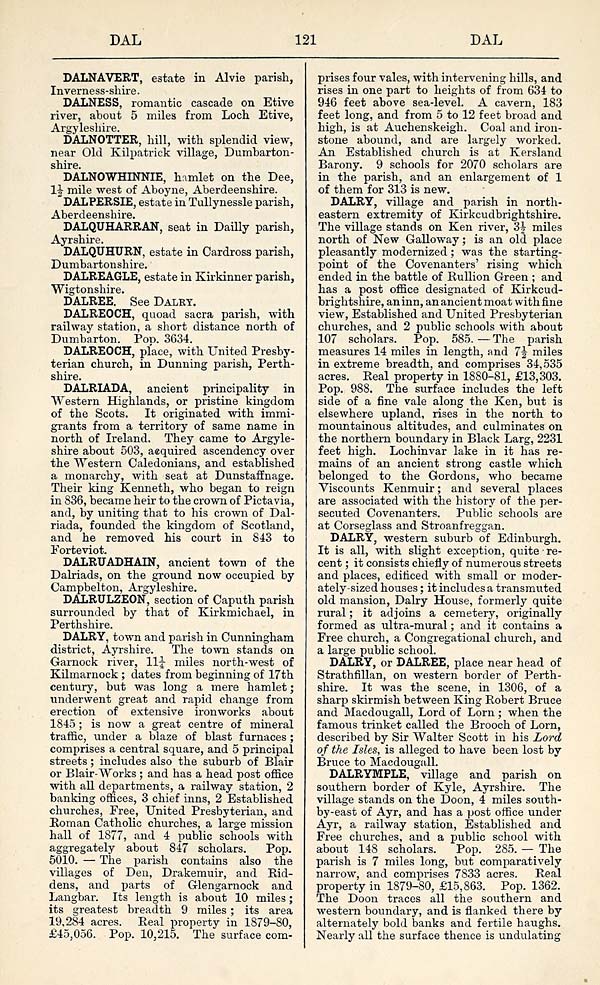 DAL 121 DAL
DALNAVERT, estate in Alvie parish,
Inverness-shire.
DALNESS, romantic cascade on Etive
river, about 5 miles from Loch Etive,
Argyleshire.
DALNOTTER, hill, with splendid view,
near Old Kilpatrick village, Dumbarton-
shire.
DALNOWHINNIE, hamlet on the Dee,
1½ mile west of Aboyne, Aberdeenshire.
DALPERSIE, estate in Tullynessle parish,
Aberdeenshire.
DALQUHARRAN, seat in Dailly parish,
Ayrshire.
DALQUHURN, estate in Cardross parish,
Dumbartonshire.
DALREAGLE, estate in Kirkinner parish,
Wigtonshire.
DALREE. See DALRY.
DALREOCH, quoad sacra parish, with
railway station, a short distance north of
Dumbarton. Pop. 3634.
DALREOCH, place, with United Presby-
terian church, in Dunning parish, Perth-
shire.
DALRIADA, ancient principality in
Western Highlands, or pristine kingdom
of the Scots. It originated with immi-
grants from a territory of same name in
north of Ireland. They came to Argyle-
shire about 503, acquired ascendency over
the Western Caledonians, and established
a monarchy, with seat at Dunstaffnage.
Their king Kenneth, who began to reign
in 836, became heir to the crown of Pictavia,
and, by uniting that to his crown of Dal-
riada, founded the kingdom of Scotland,
and he removed his court in 843 to
Forteviot.
DALRUADHAIN, ancient town of the
Dalriads, on the ground now occupied by
Campbelton, Argyleshire.
DALRULZEON, section of Caputh parish
surrounded by that of Kirkmichael, in
Perthshire.
DALRY, town and parish in Cunningham
district, Ayrshire. The town stands on
Garnock river, 11¼ miles north-west of
Kilmarnock; dates from beginning of 17th
century, but was long a mere hamlet;
underwent great and rapid change from
erection of extensive ironworks about
1845; is now a great centre of mineral
traffic, under a blaze of blast furnaces;
comprises a central square, and 5 principal
streets; includes also the suburb of Blair
or Blair-Works; and has a head post office
with all departments, a railway station, 2
banking offices, 3 chief inns, 2 Established
churches, Free, United Presbyterian, and
Roman Catholic churches, a large mission
hall of 1877, and 4 public schools with
aggregately about 847 scholars. Pop.
5010. — The parish contains also the
villages of Den, Drakemuir, and Rid-
dens, and parts of Glengarnock and
Langbar. Its length is about 10 miles;
its greatest breadth 9 miles; its area
19,284 acres. Real property in 1879-80,
£45,056. Pop. 10,215. The surface com-
prises four vales, with intervening hills, and
rises in one part to heights of from 634 to
946 feet above sea-level. A cavern, 183
feet long, and from 5 to 12 feet broad and
high, is at Auchenskeigh. Coal and iron-
stone abound, and are largely worked.
An Established church is at Kersland
Barony. 9 schools for 2070 scholars are
in the parish, and an enlargement of 1
of them for 313 is new.
DALRY, village and parish in north-
eastern extremity of Kirkcudbrightshire.
The village stands on Ken river, 3½ miles
north of New Galloway; is an old place
pleasantly modernized; was the starting-
point of the Covenanters' rising which
ended in the battle of Rullion Green; and
has a post office designated of Kirkcud-
brightshire, an inn, an ancient moat with fine
view, Established and United Presbyterian
churches, and 2 public schools with about
107 scholars. Pop. 585. — The parish
measures 14 miles in length, and 7½ miles
in extreme breadth, and comprises 34,535
acres. Real property in 1880-81, £13,303.
Pop. 988. The surface includes the left
side of a fine vale along the Ken, but is
elsewhere upland, rises in the north to
mountainous altitudes, and culminates on
the northern boundary in Black Larg, 2231
feet high. Lochinvar lake in it has re-
mains of an ancient strong castle which
belonged to the Gordons, who became
Viscounts Kenmuir; and several places
are associated with the history of the per-
secuted Covenanters. Public schools are
at Corseglass and Stroanfreggan.
DALRY, western suburb of Edinburgh.
It is all, with slight exception, quite re-
cent; it consists chiefly of numerous streets
and places, edificed with small or moder-
ately-sized houses; it includes a transmuted
old mansion, Dalry House, formerly quite
rural; it adjoins a cemetery, originally
formed as ultra-mural; and it contains a
Free church, a Congregational church, and
a large public school.
DALRY, or DALREE, place near head of
Strathfillan, on western border of Perth-
shire. It was the scene, in 1306, of a
sharp skirmish between King Robert Bruce
and Macdougall, Lord of Lorn; when the
famous trinket called the Brooch of Lorn,
described by Sir Walter Scott in his Lord
of the Isles, is alleged to have been lost by
Bruce to Macdougall.
DALRYMPLE, village and parish on
southern border of Kyle, Ayrshire. The
village stands on the Doon, 4 miles south-
by-east of Ayr, and has a post office under
Ayr, a railway station, Established and
Free churches, and a public school with
about 148 scholars. Pop. 285. — The
parish is 7 miles long, but comparatively
narrow, and comprises 7833 acres. Real
property in 1879-80, £15,863. Pop. 1362.
The Doon traces all the southern and
western boundary, and is flanked there by
alternately bold banks and fertile haughs.
Nearly all the surface thence is undulating